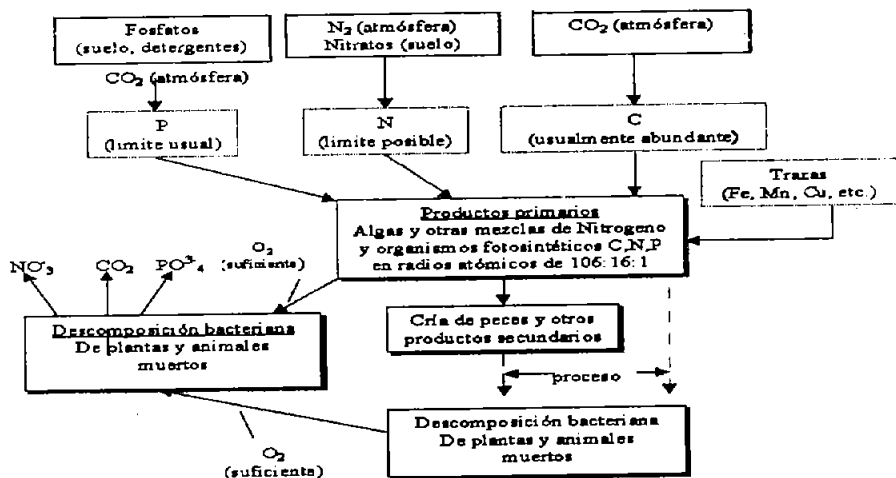 Fosfatos
(suelo, detergentes)
N₂ (atmósfera)
Nitratos (suelo)
CO₂ (atmósfera)
CO₂ (atmósfera)
P
(limite usual)
N
(limite posible)
C
(usualmente abundante)
Trazas
(Fe, Mn, Cu, etc.)
Productos primarios
Algas y otras mezclas de Nitrogeno
y organismos fotosintéticos C,N,P
en radios atómicos de 106:16:1
NO⁻₃
CO₂
PO³⁻₄
O₂
(suficiente)
Descomposición bacteriana
De plantas y animales
muertos
Cría de peces y otros
productos secundarios
proceso
Descomposición bacteriana
De plantas y animales
muertos
O₂
(suficiente)